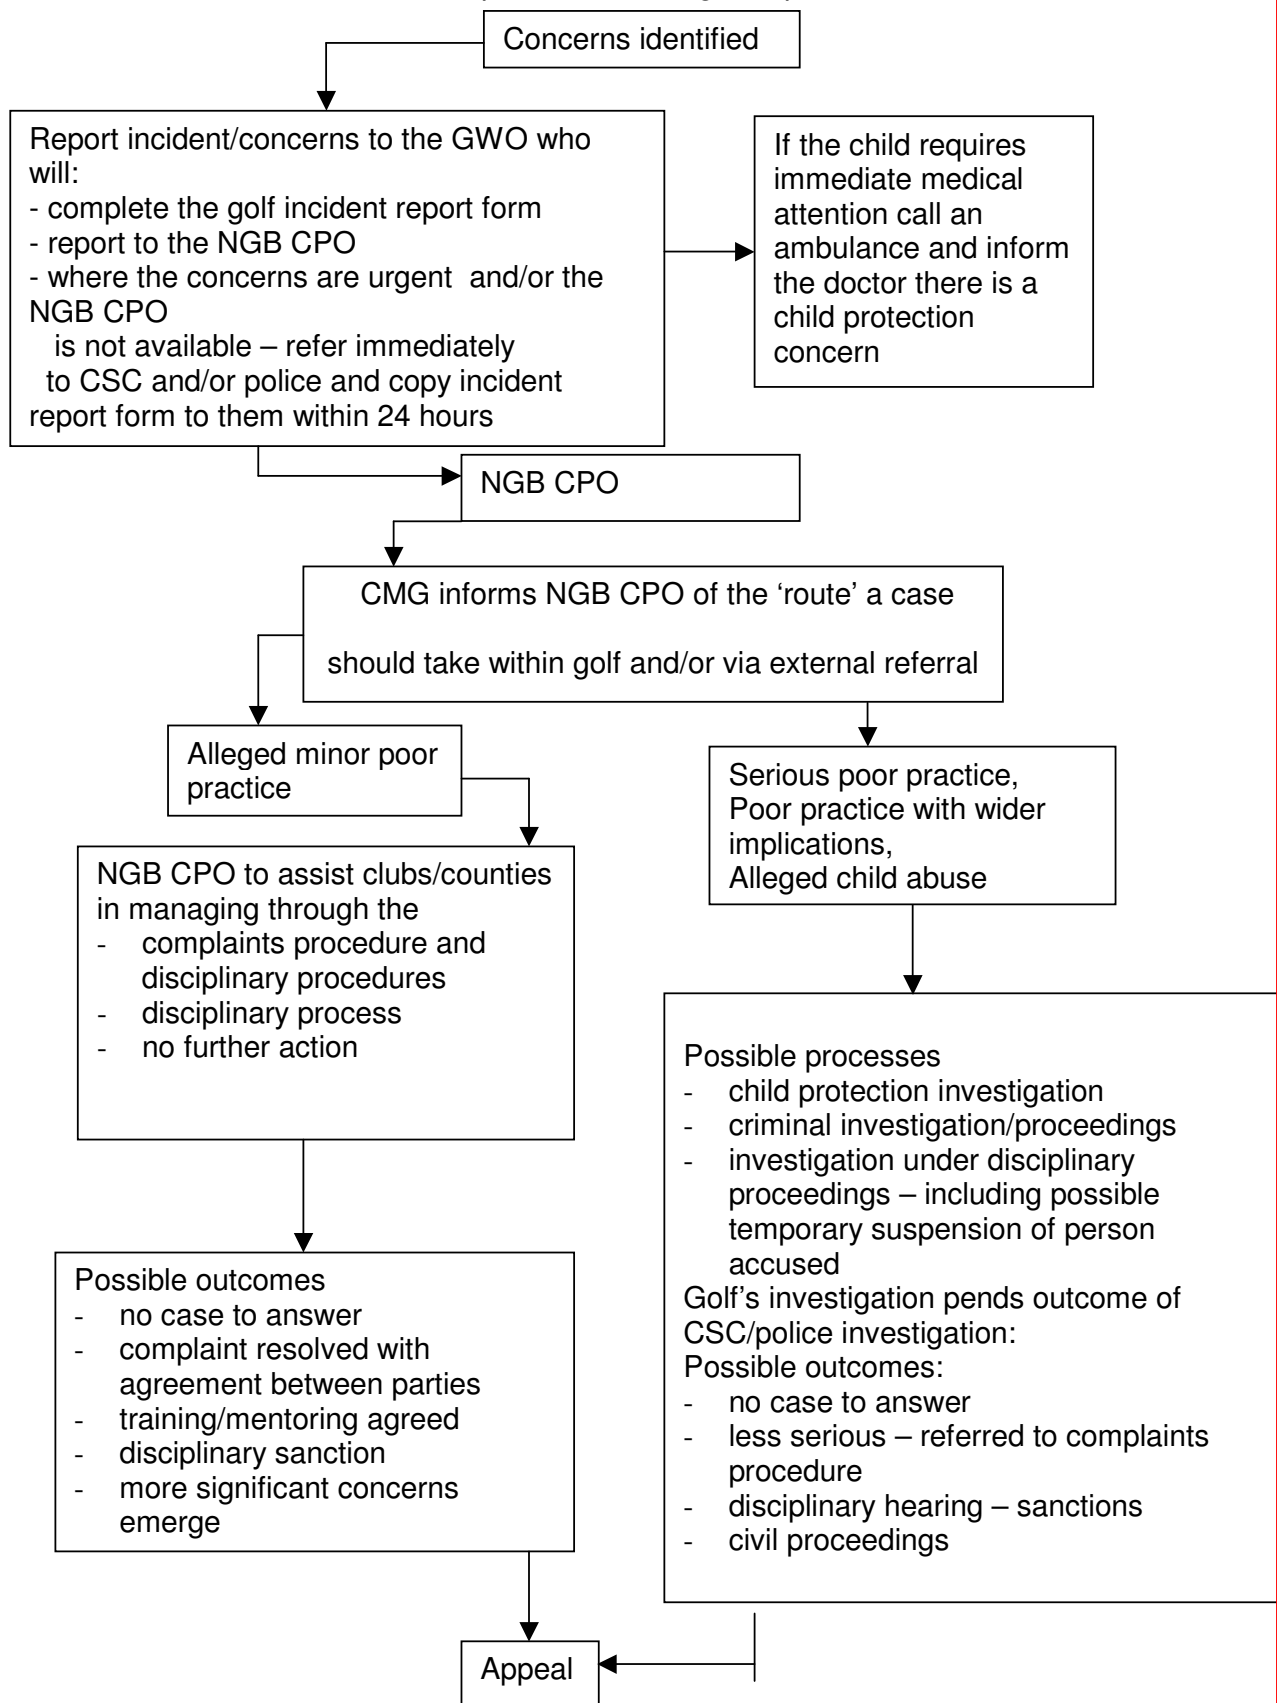 Concerns identified
Report incident/concerns to the GWO who
will:
- complete the golf incident report form
- report to the NGB CPO
- where the concerns are urgent  and/or the
NGB CPO
is not available – refer immediately
to CSC and/or police and copy incident
report form to them within 24 hours
If the child requires
immediate medical
attention call an
ambulance and inform
the doctor there is a
child protection
concern
NGB CPO
CMG informs NGB CPO of the ‘route’ a case
should take within golf and/or via external referral
Alleged minor poor
practice
Serious poor practice,
Poor practice with wider
implications,
Alleged child abuse
NGB CPO to assist clubs/counties
in managing through the
- complaints procedure and
disciplinary procedures
- disciplinary process
- no further action
Possible processes
- child protection investigation
- criminal investigation/proceedings
- investigation under disciplinary
proceedings – including possible
temporary suspension of person
accused
Golf’s investigation pends outcome of
CSC/police investigation:
Possible outcomes:
- no case to answer
- less serious – referred to complaints
procedure
- disciplinary hearing – sanctions
- civil proceedings
Possible outcomes
- no case to answer
- complaint resolved with
agreement between parties
- training/mentoring agreed
- disciplinary sanction
- more significant concerns
emerge
Appeal